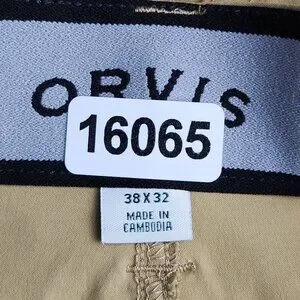 ORVIS
16065
38 X 32
MADE IN
CAMBODIA